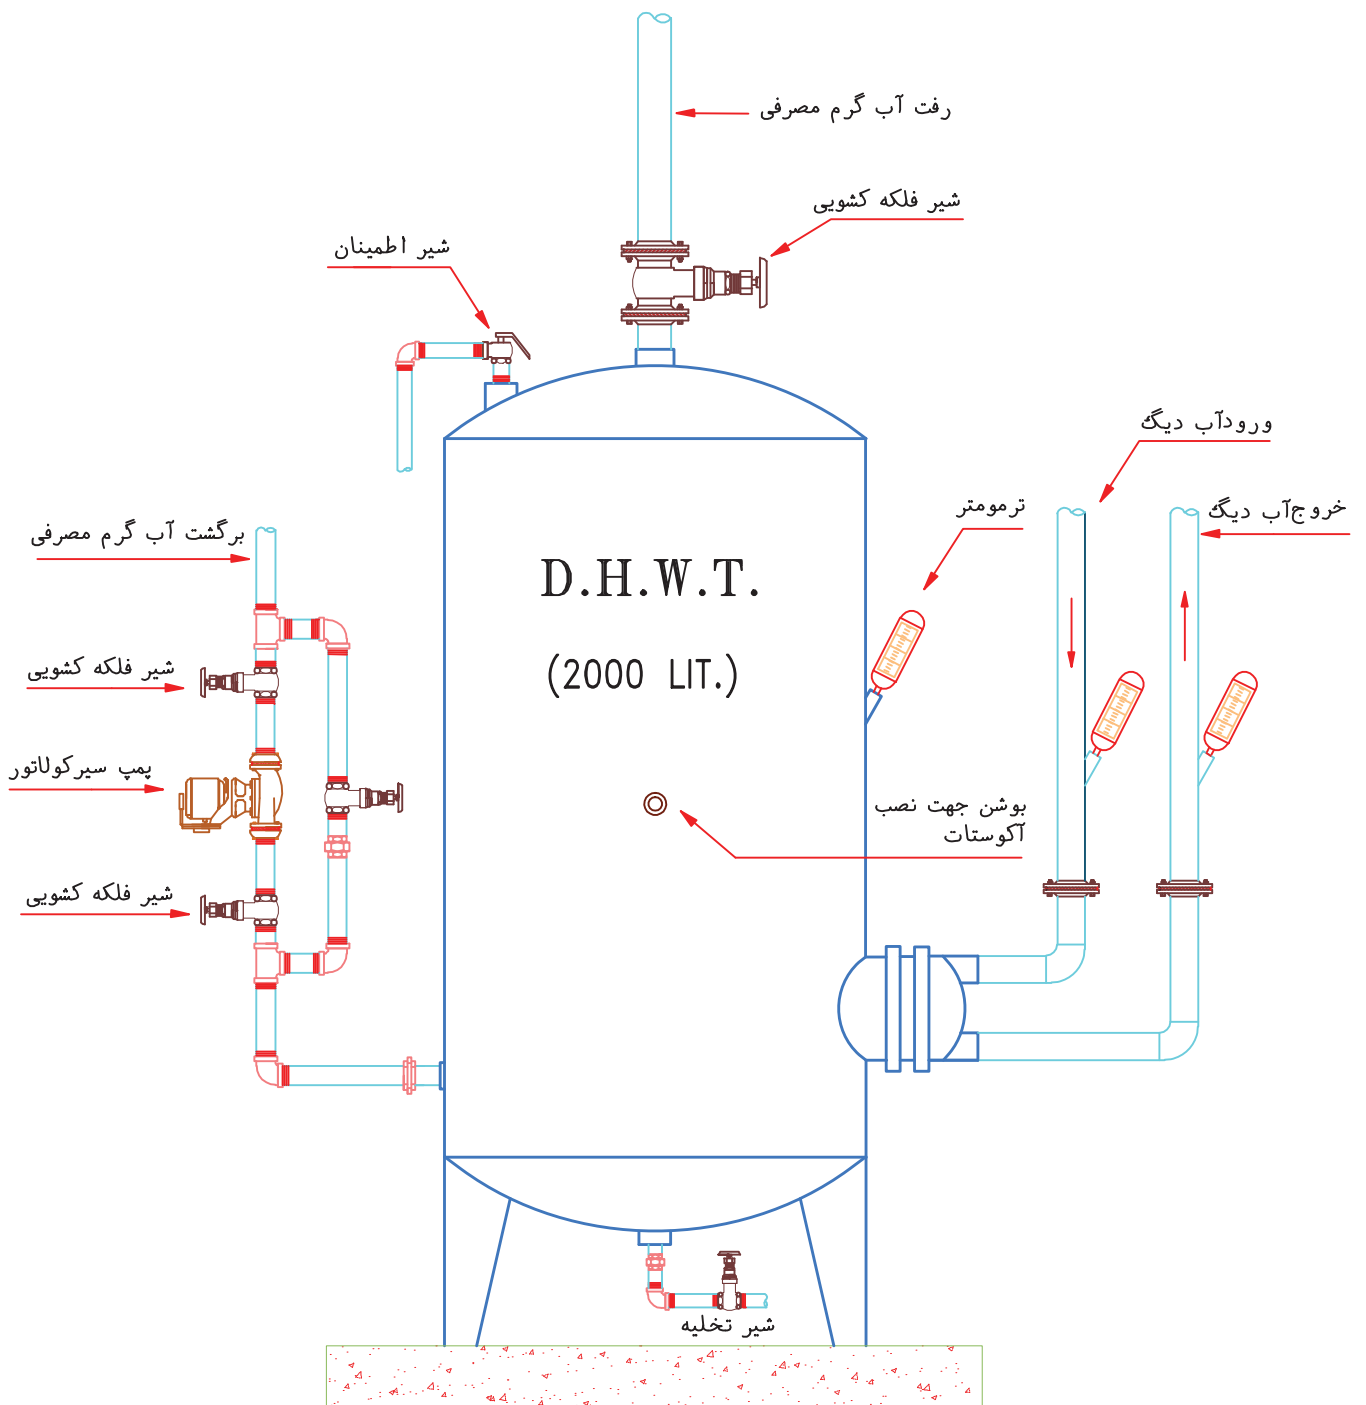 رفت آب گرم مصرفی
شیر فلکه کشویی
شیر اطمینان
ورودآب دیگ
خروج‌آب دیگ
ترمومتر
برگشت آب گرم مصرفی
D.H.W.T.
(2000 LIT.)
شیر فلکه کشویی
پمپ سیرکولاتور
بوشن جهت نصب
آکوستات
شیر فلکه کشویی
شیر تخلیه